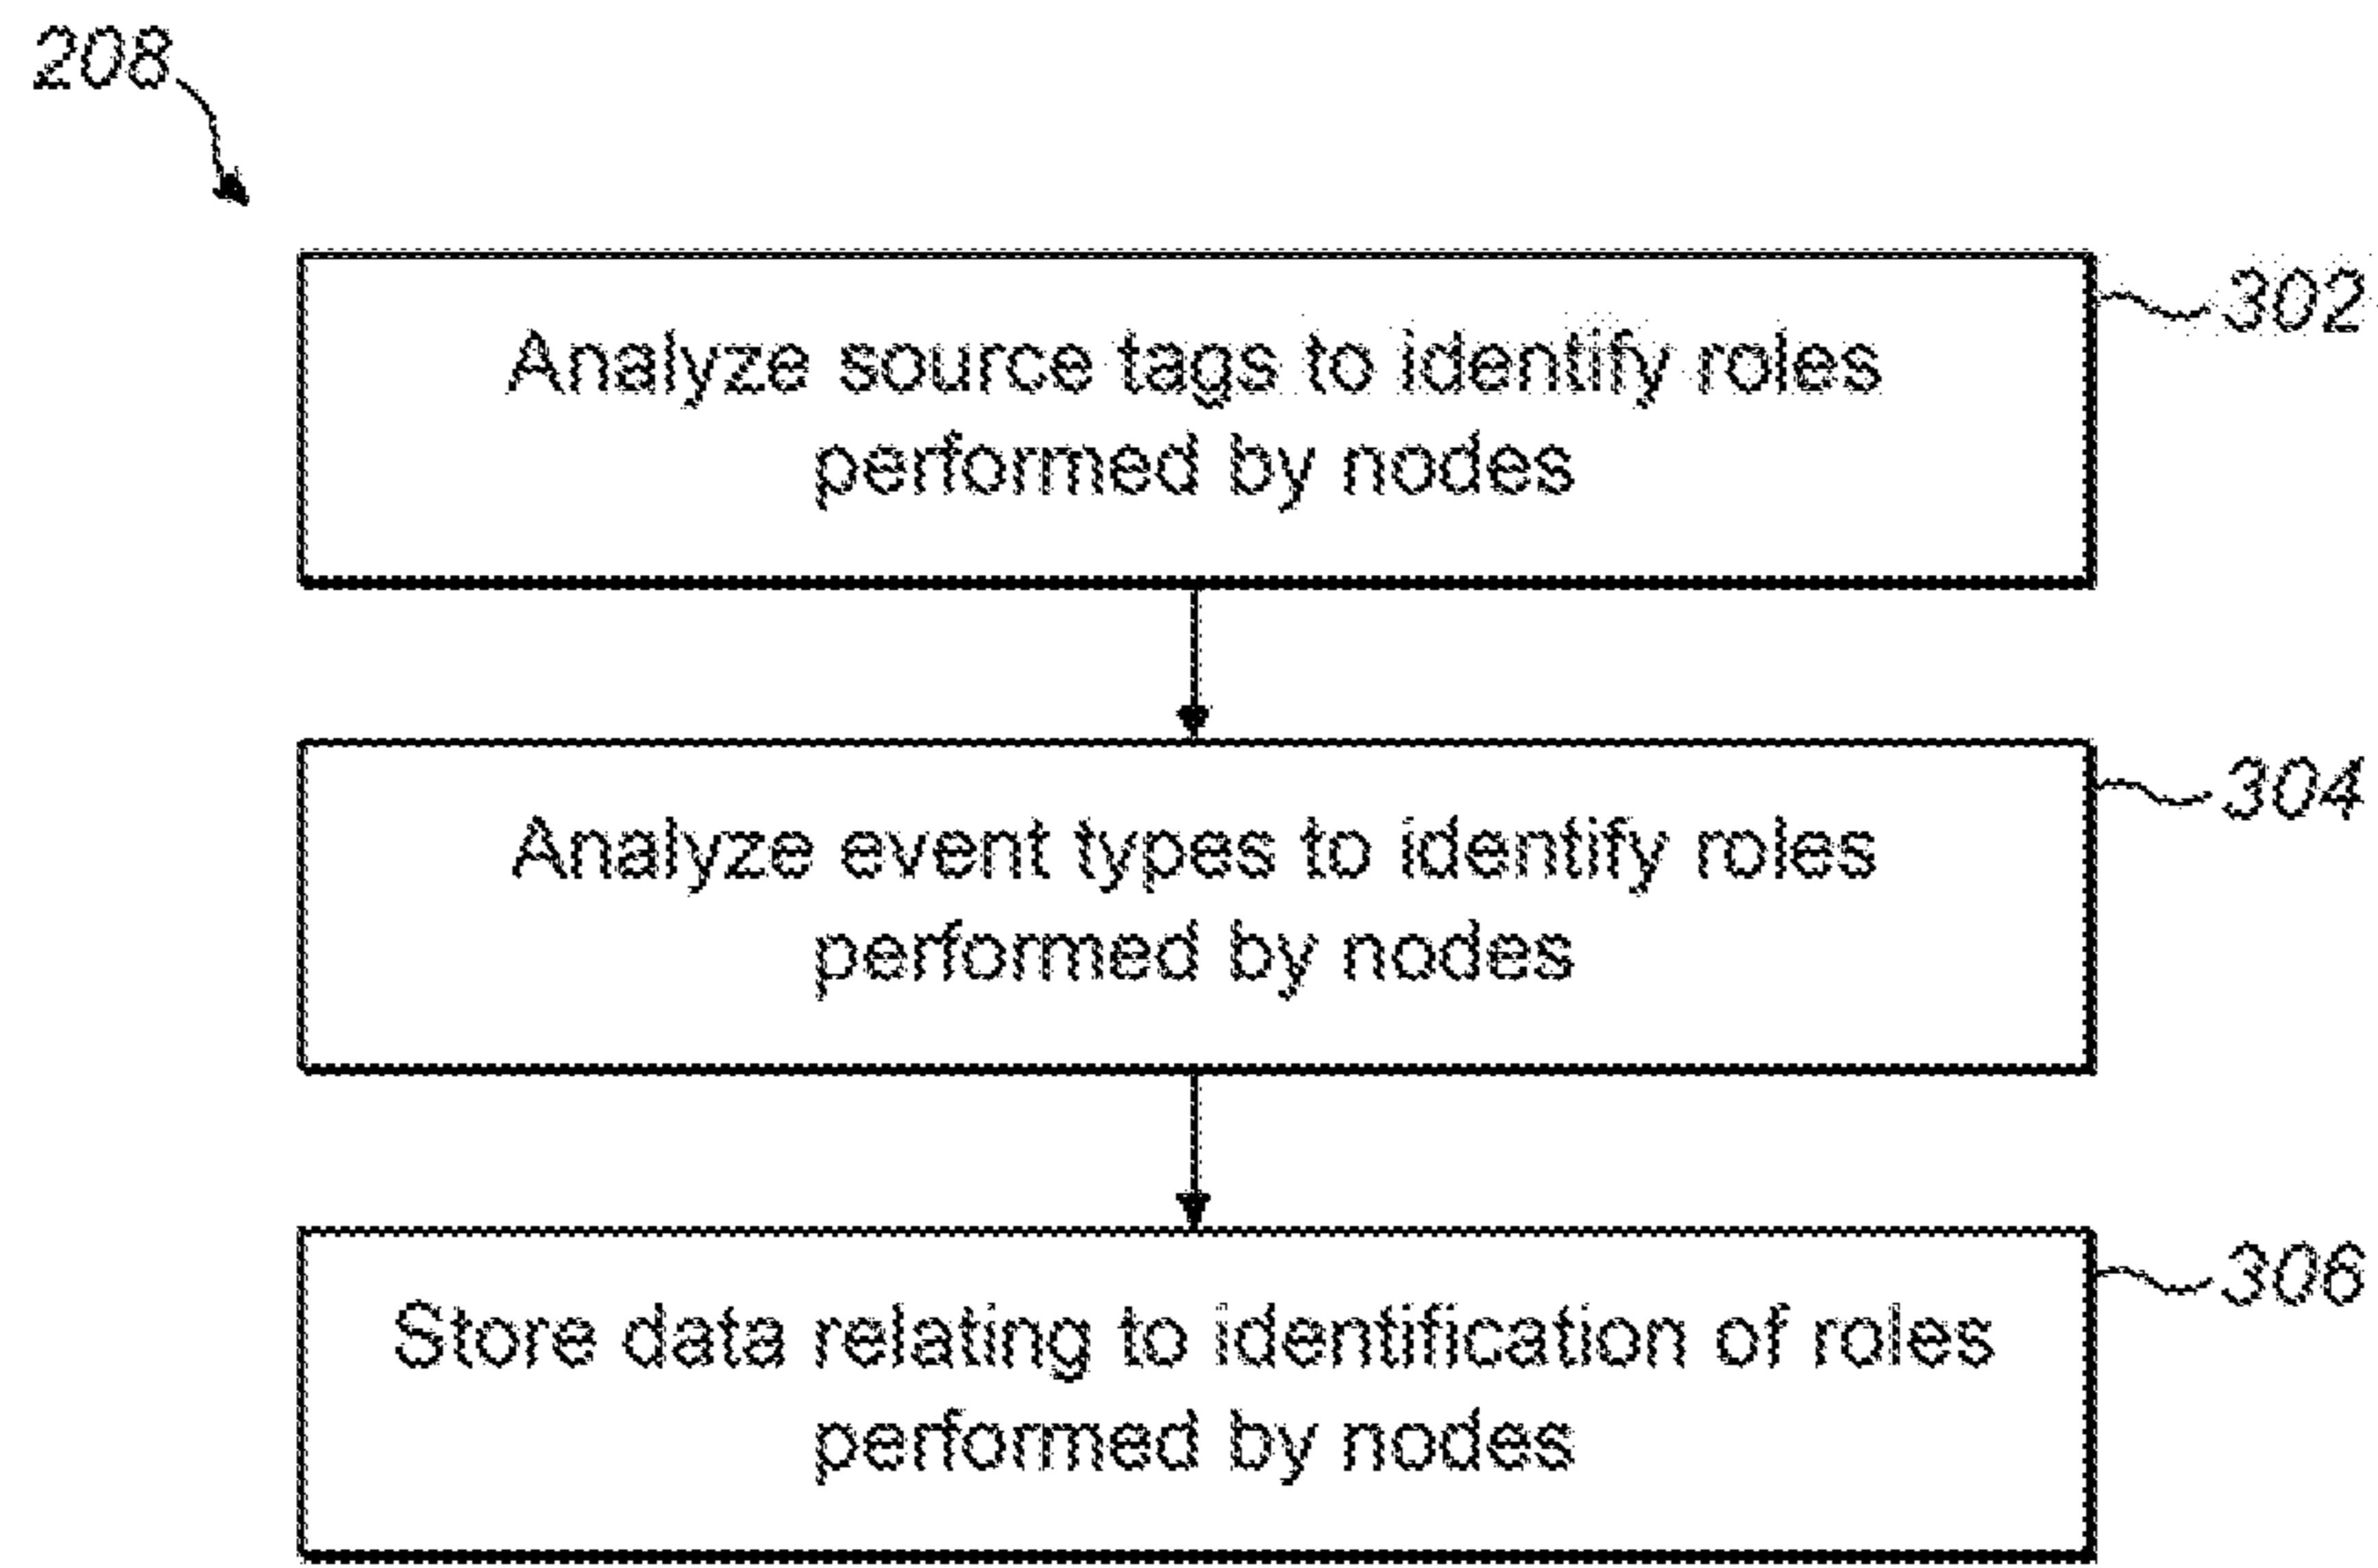 208
302
Analyze source tags to identify roles
performed by nodes
304
Analyze event types to identify roles
performed by nodes
306
Store data relating to identification of roles
performed by nodes